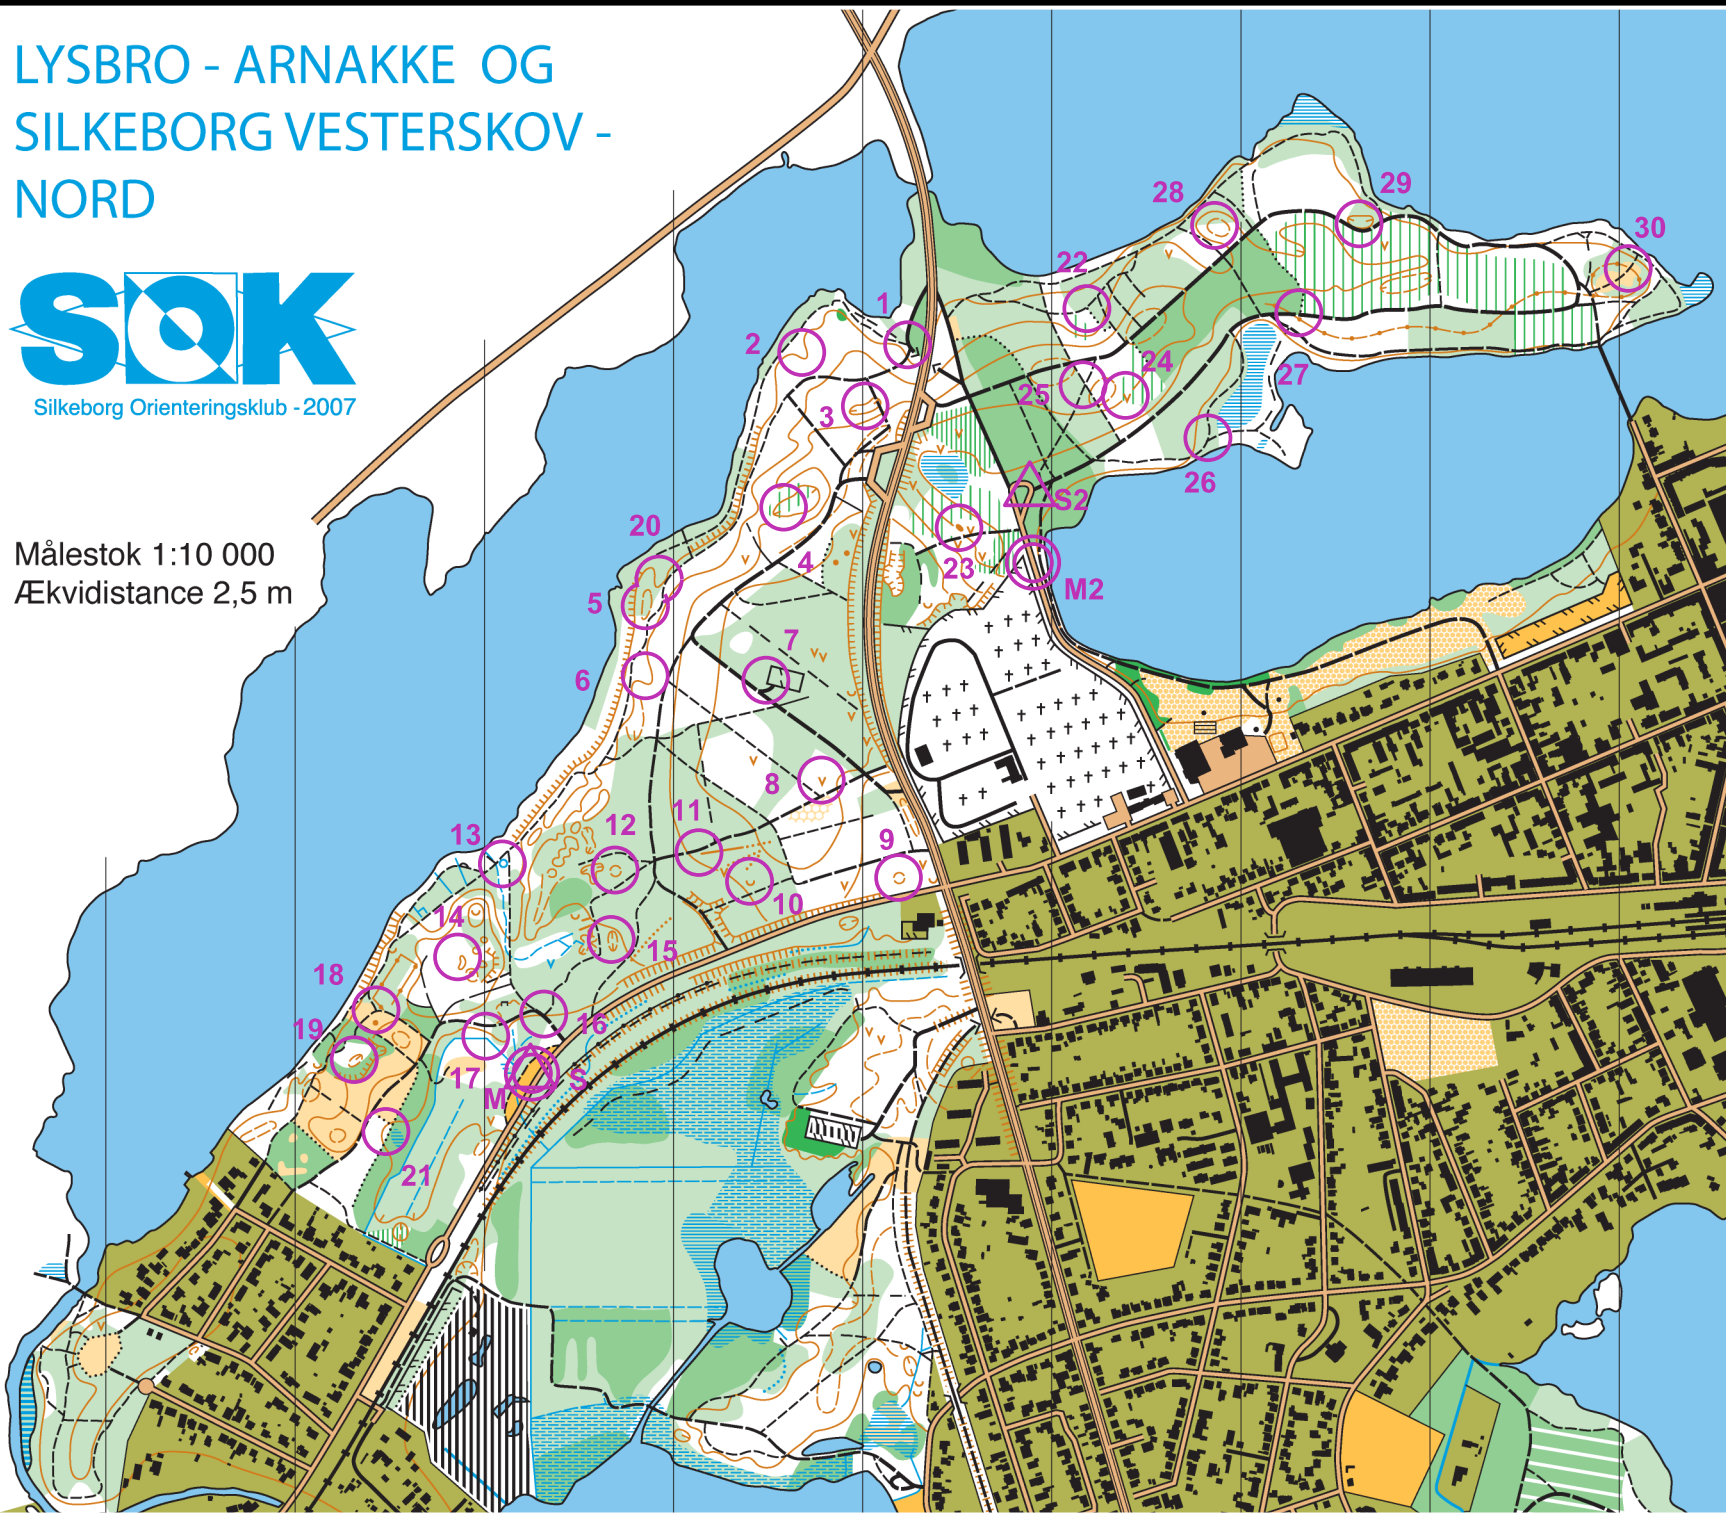 LYSBRO - ARNAKKE OG
SILKEBORG VESTERSKOV -
NORD
SOK
Silkeborg Orienteringsklub - 2007
Målestok 1:10 000
Ækvidistance 2,5 m
1
2
3
4
5
6
7
8
9
10
11
12
13
14
15
16
17
18
19
20
21
22
23
24
25
26
27
28
29
30
S
M
S2
M2